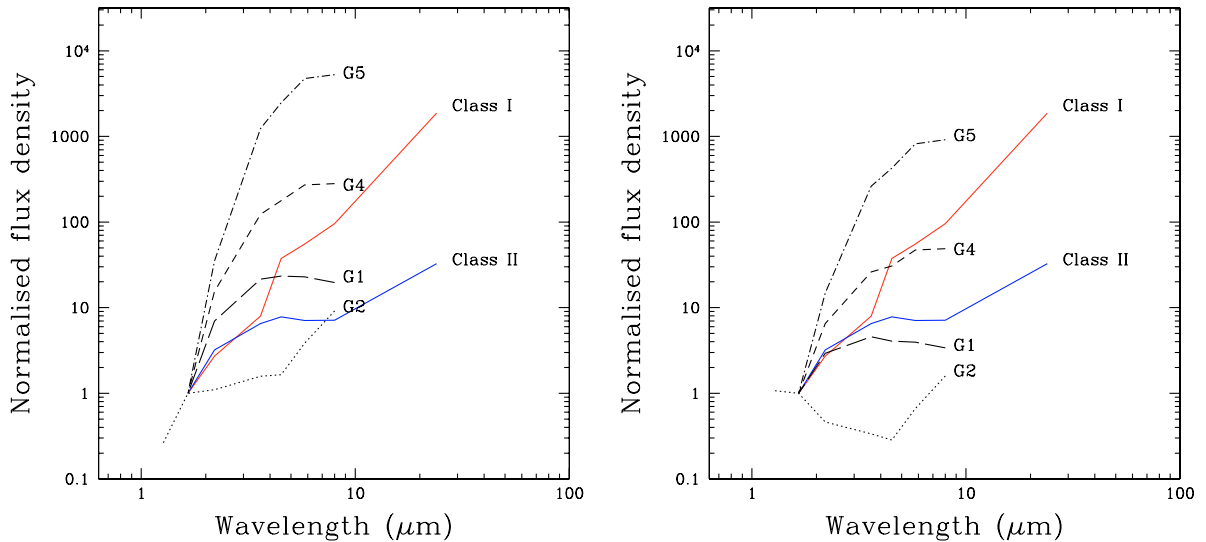 10⁴
1000
100
10
1
0.1
Normalised flux density
G5
Class I
G4
G1
Class II
G2
1
10
100
Wavelength (μm)
10⁴
1000
100
10
1
0.1
Normalised flux density
Class I
G5
G4
Class II
G1
G2
1
10
100
Wavelength (μm)